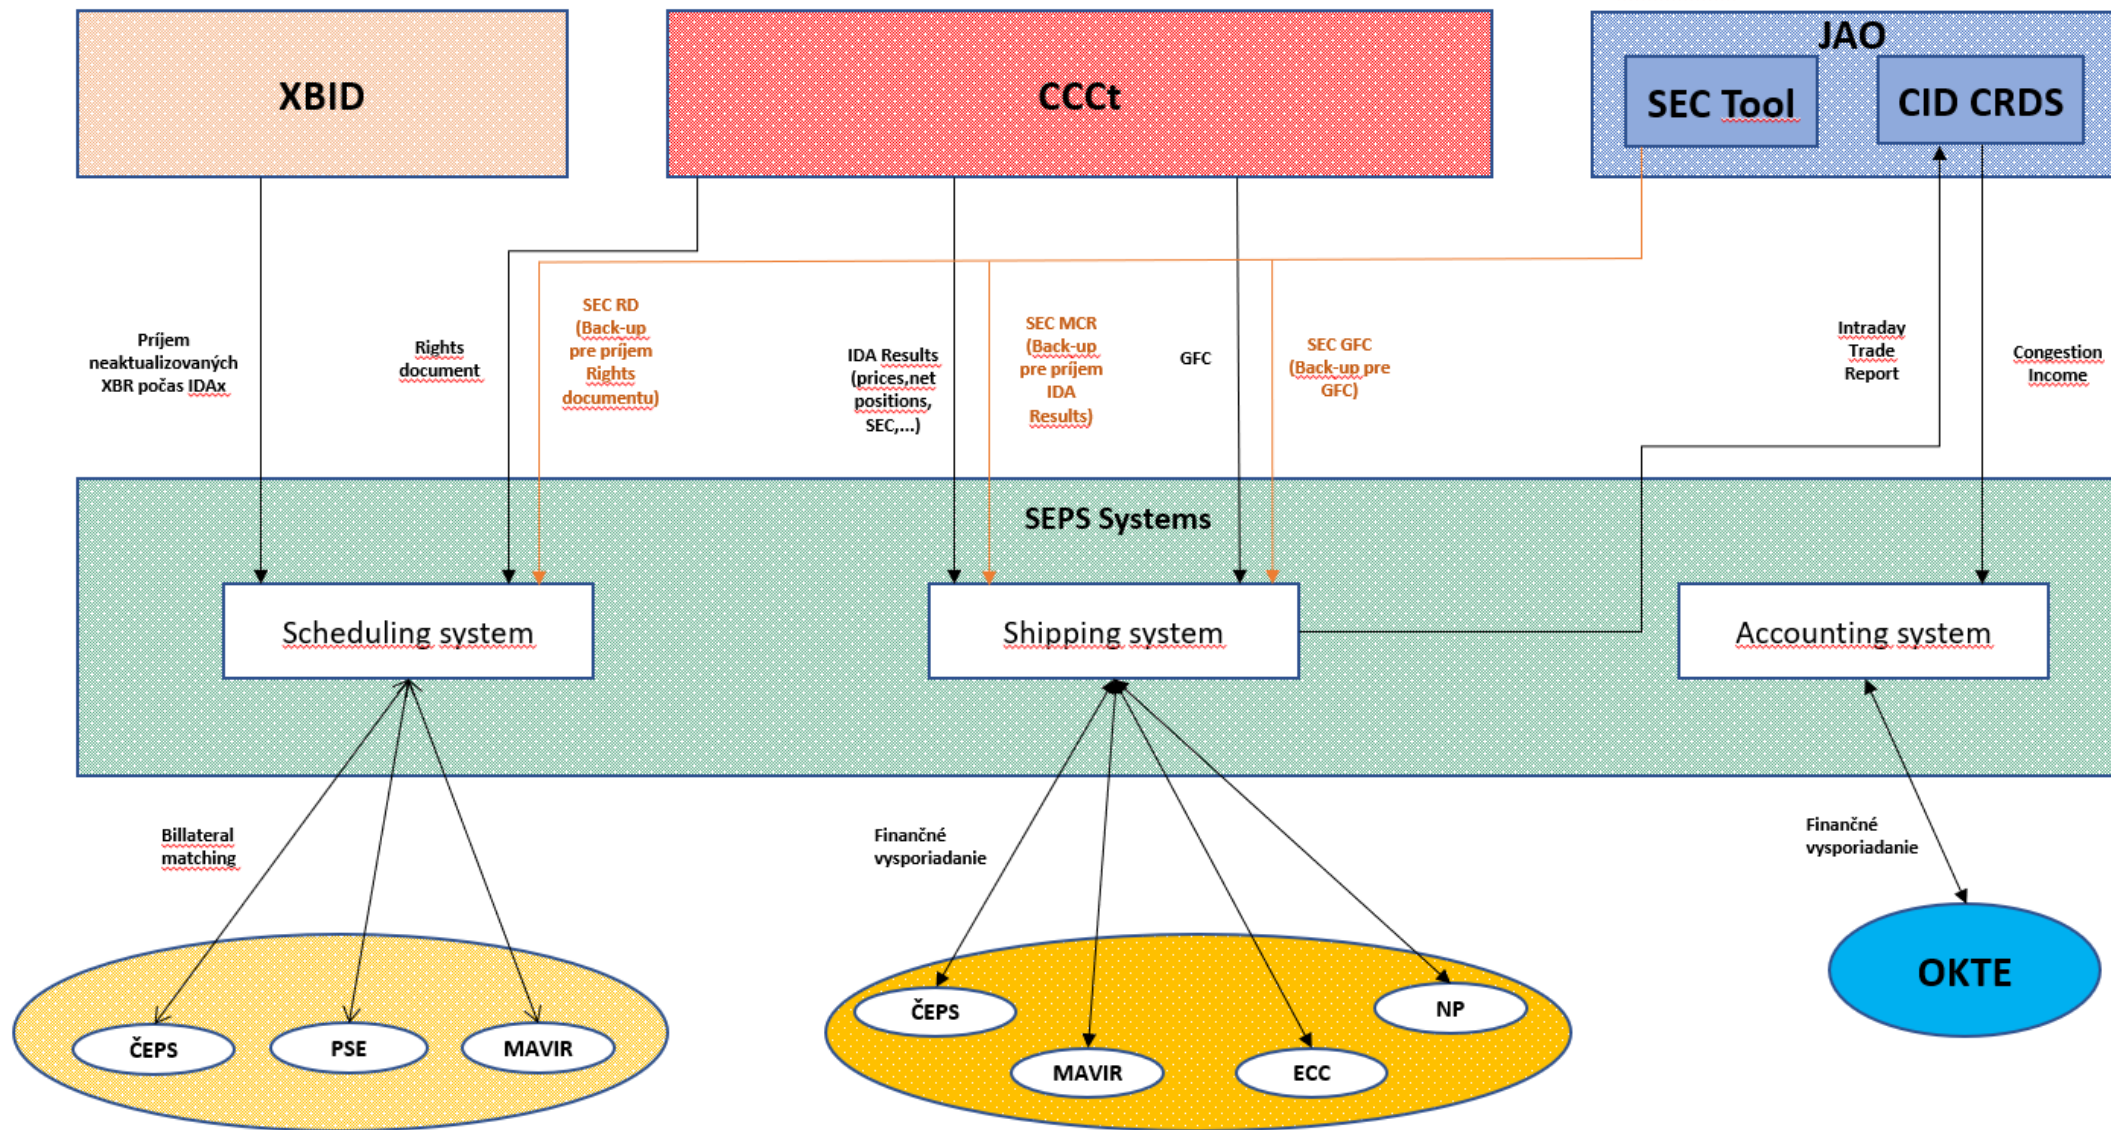 XBID
CCCt
JAO
SEC Tool
CID CRDS
Príjem
neaktualizovaných
XBR počas IDAx
Rights
document
SEC RD
(Back-up
pre príjem
Rights
documentu)
IDA Results
(prices,net
positions,
SEC,...)
SEC MCR
(Back-up
pre príjem
IDA
Results)
GFC
SEC GFC
(Back-up pre
GFC)
Intraday
Trade
Report
Congestion
Income
SEPS Systems
Scheduling system
Shipping system
Accounting system
Billateral
matching
Finančné
vysporiadanie
Finančné
vysporiadanie
ČEPS
PSE
MAVIR
ČEPS
MAVIR
ECC
NP
OKTE